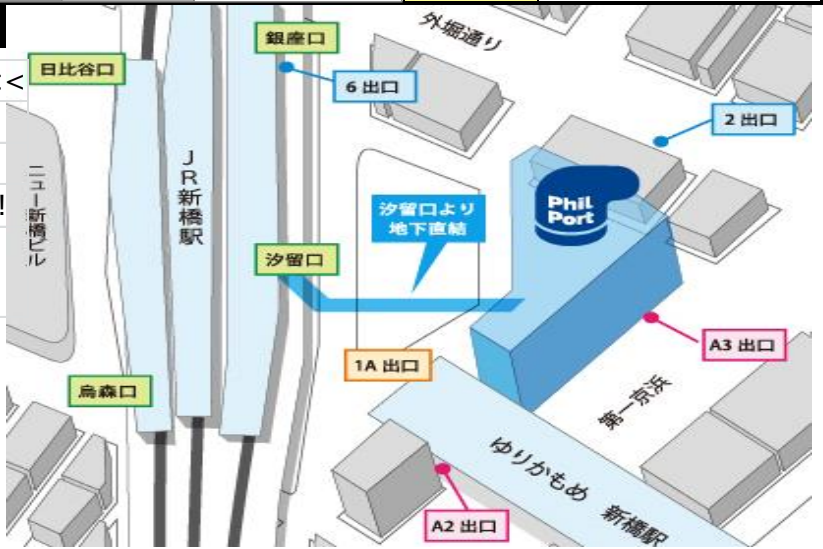 外堀通り
銀座口
日比谷口
く
6 出口
2 出口
ニュー新橋ビル
JR新橋駅
Phil
Port
汐留口より
地下直結
汐留口
A3 出口
1A 出口
第一京浜
烏森口
ゆりかもめ 新橋駅
A2 出口